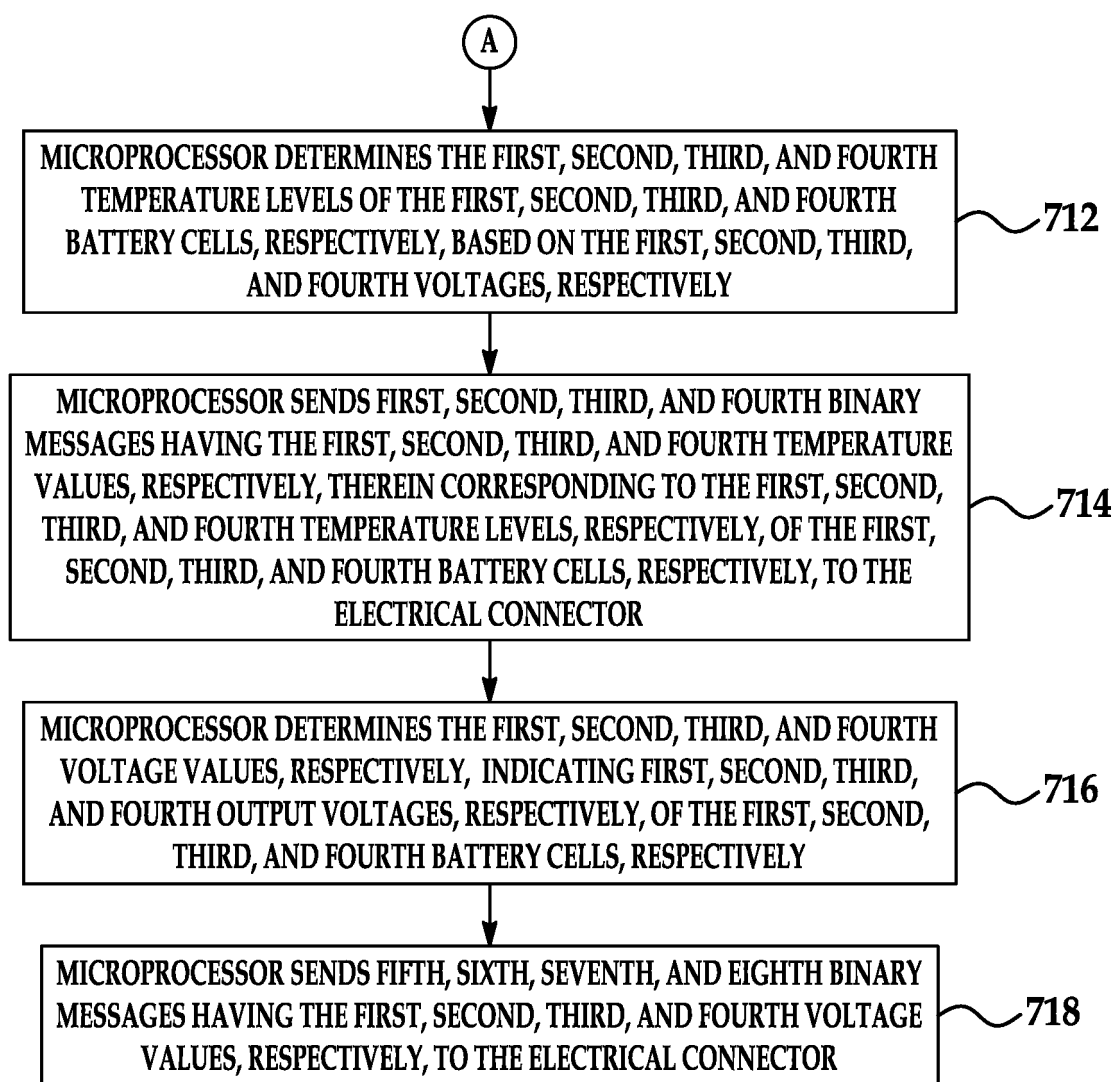 A
MICROPROCESSOR DETERMINES THE FIRST, SECOND, THIRD, AND FOURTH
TEMPERATURE LEVELS OF THE FIRST, SECOND, THIRD, AND FOURTH
BATTERY CELLS, RESPECTIVELY, BASED ON THE FIRST, SECOND, THIRD,
AND FOURTH VOLTAGES, RESPECTIVELY
712
MICROPROCESSOR SENDS FIRST, SECOND, THIRD, AND FOURTH BINARY
MESSAGES HAVING THE FIRST, SECOND, THIRD, AND FOURTH TEMPERATURE
VALUES, RESPECTIVELY, THEREIN CORRESPONDING TO THE FIRST, SECOND,
THIRD, AND FOURTH TEMPERATURE LEVELS, RESPECTIVELY, OF THE FIRST,
SECOND, THIRD, AND FOURTH BATTERY CELLS, RESPECTIVELY, TO THE
ELECTRICAL CONNECTOR
714
MICROPROCESSOR DETERMINES THE FIRST, SECOND, THIRD, AND FOURTH
VOLTAGE VALUES, RESPECTIVELY, INDICATING FIRST, SECOND, THIRD,
AND FOURTH OUTPUT VOLTAGES, RESPECTIVELY, OF THE FIRST, SECOND,
THIRD, AND FOURTH BATTERY CELLS, RESPECTIVELY
716
MICROPROCESSOR SENDS FIFTH, SIXTH, SEVENTH, AND EIGHTH BINARY
MESSAGES HAVING THE FIRST, SECOND, THIRD, AND FOURTH VOLTAGE
VALUES, RESPECTIVELY, TO THE ELECTRICAL CONNECTOR
718